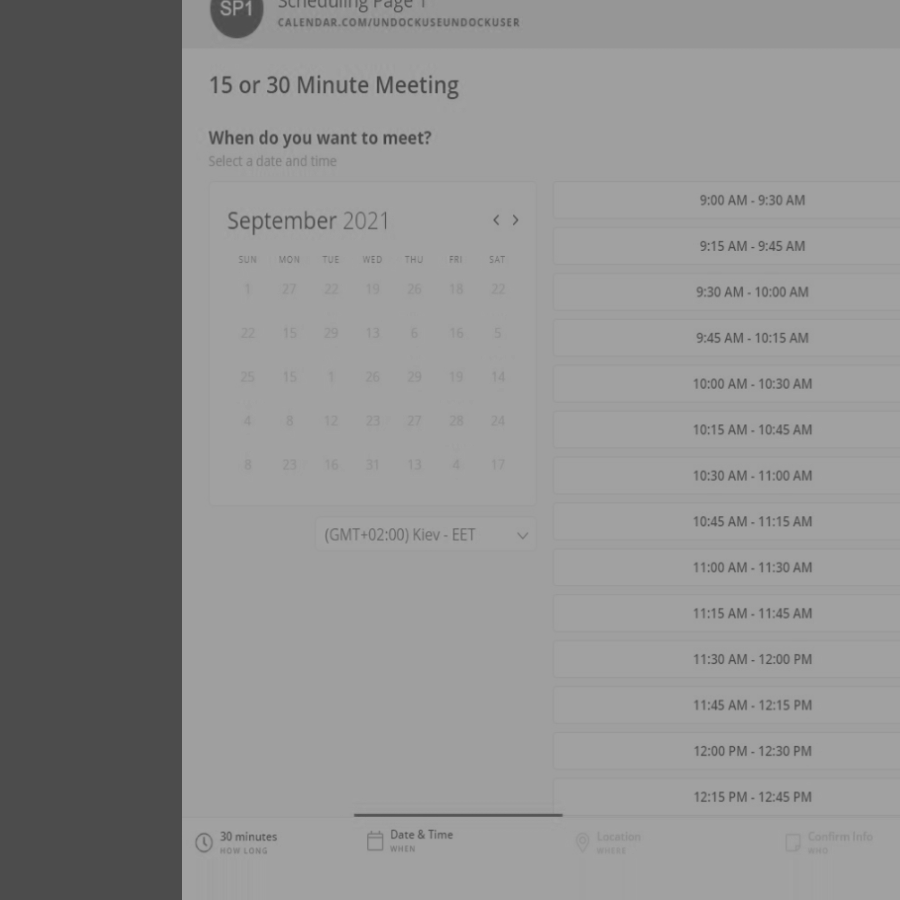 SP1
Scheduling Page 1
CALENDAR.COM/UNDOCKUSEUNDOCKUSER
15 or 30 Minute Meeting
When do you want to meet?
Select a date and time
September 2021
SUN MON TUE WED THU FRI SAT
1 27 22 19 26 18 22
22 15 29 13 6 16 5
25 15 1 26 29 19 14
4 8 12 23 27 28 24
8 23 16 31 13 4 17
(GMT+02:00) Kiev - EET
9:00 AM - 9:30 AM
9:15 AM - 9:45 AM
9:30 AM - 10:00 AM
9:45 AM - 10:15 AM
10:00 AM - 10:30 AM
10:15 AM - 10:45 AM
10:30 AM - 11:00 AM
10:45 AM - 11:15 AM
11:00 AM - 11:30 AM
11:15 AM - 11:45 AM
11:30 AM - 12:00 PM
11:45 AM - 12:15 PM
12:00 PM - 12:30 PM
12:15 PM - 12:45 PM
30 minutes
HOW LONG
Date & Time
WHEN
Location
WHERE
Confirm Info
WHO